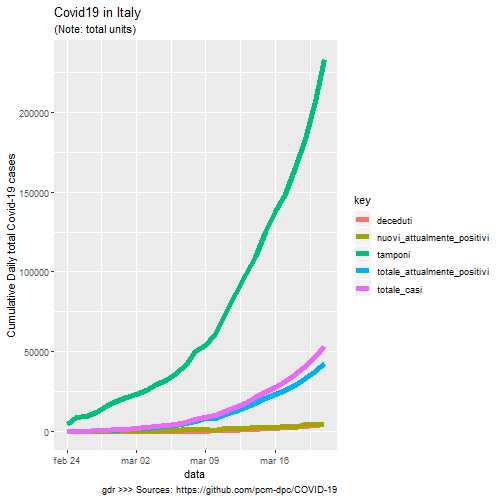 Covid19 in Italy
(Note: total units)
Cumulative Daily total Covid-19 cases
200000
150000
100000
50000
0
feb 24
mar 02
mar 09
mar 16
data
key
deceduti
nuovi_attualmente_positivi
tamponi
totale_attualmente_positivi
totale_casi
gdr >>> Sources: https://github.com/pcm-dpc/COVID-19